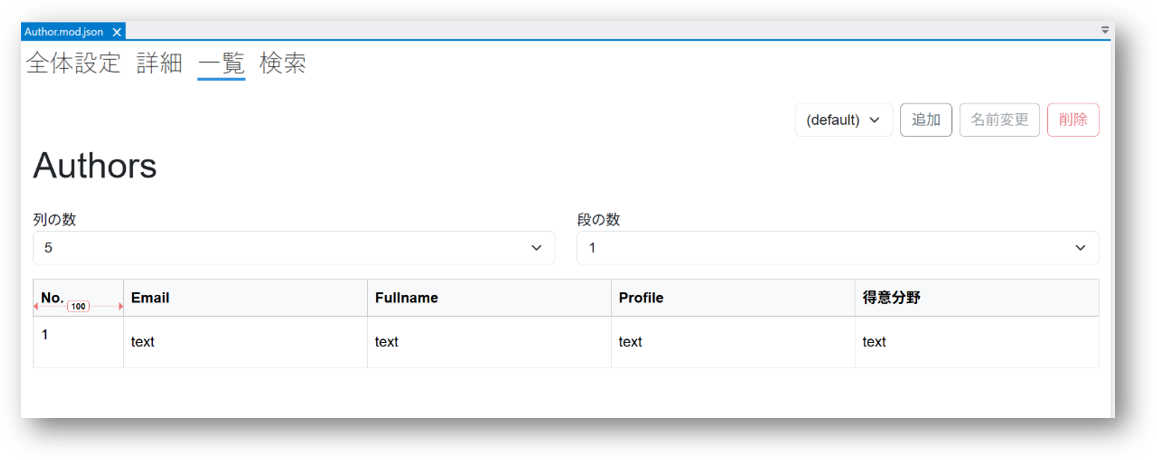 Author.mod.json
全体設定 詳細 一覧 検索
(default) 追加 名前変更 削除
Authors
列の数 段の数
5 1
No. Email Fullname Profile 得意分野
100
1 text text text text